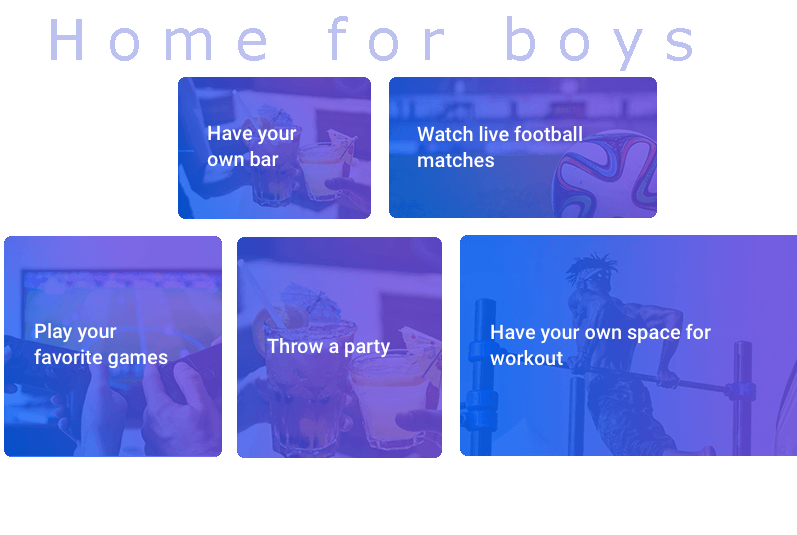 Home for boys
Have your
own bar
Watch live football
matches
Play your
favorite games
Throw a party
Have your own space for
workout